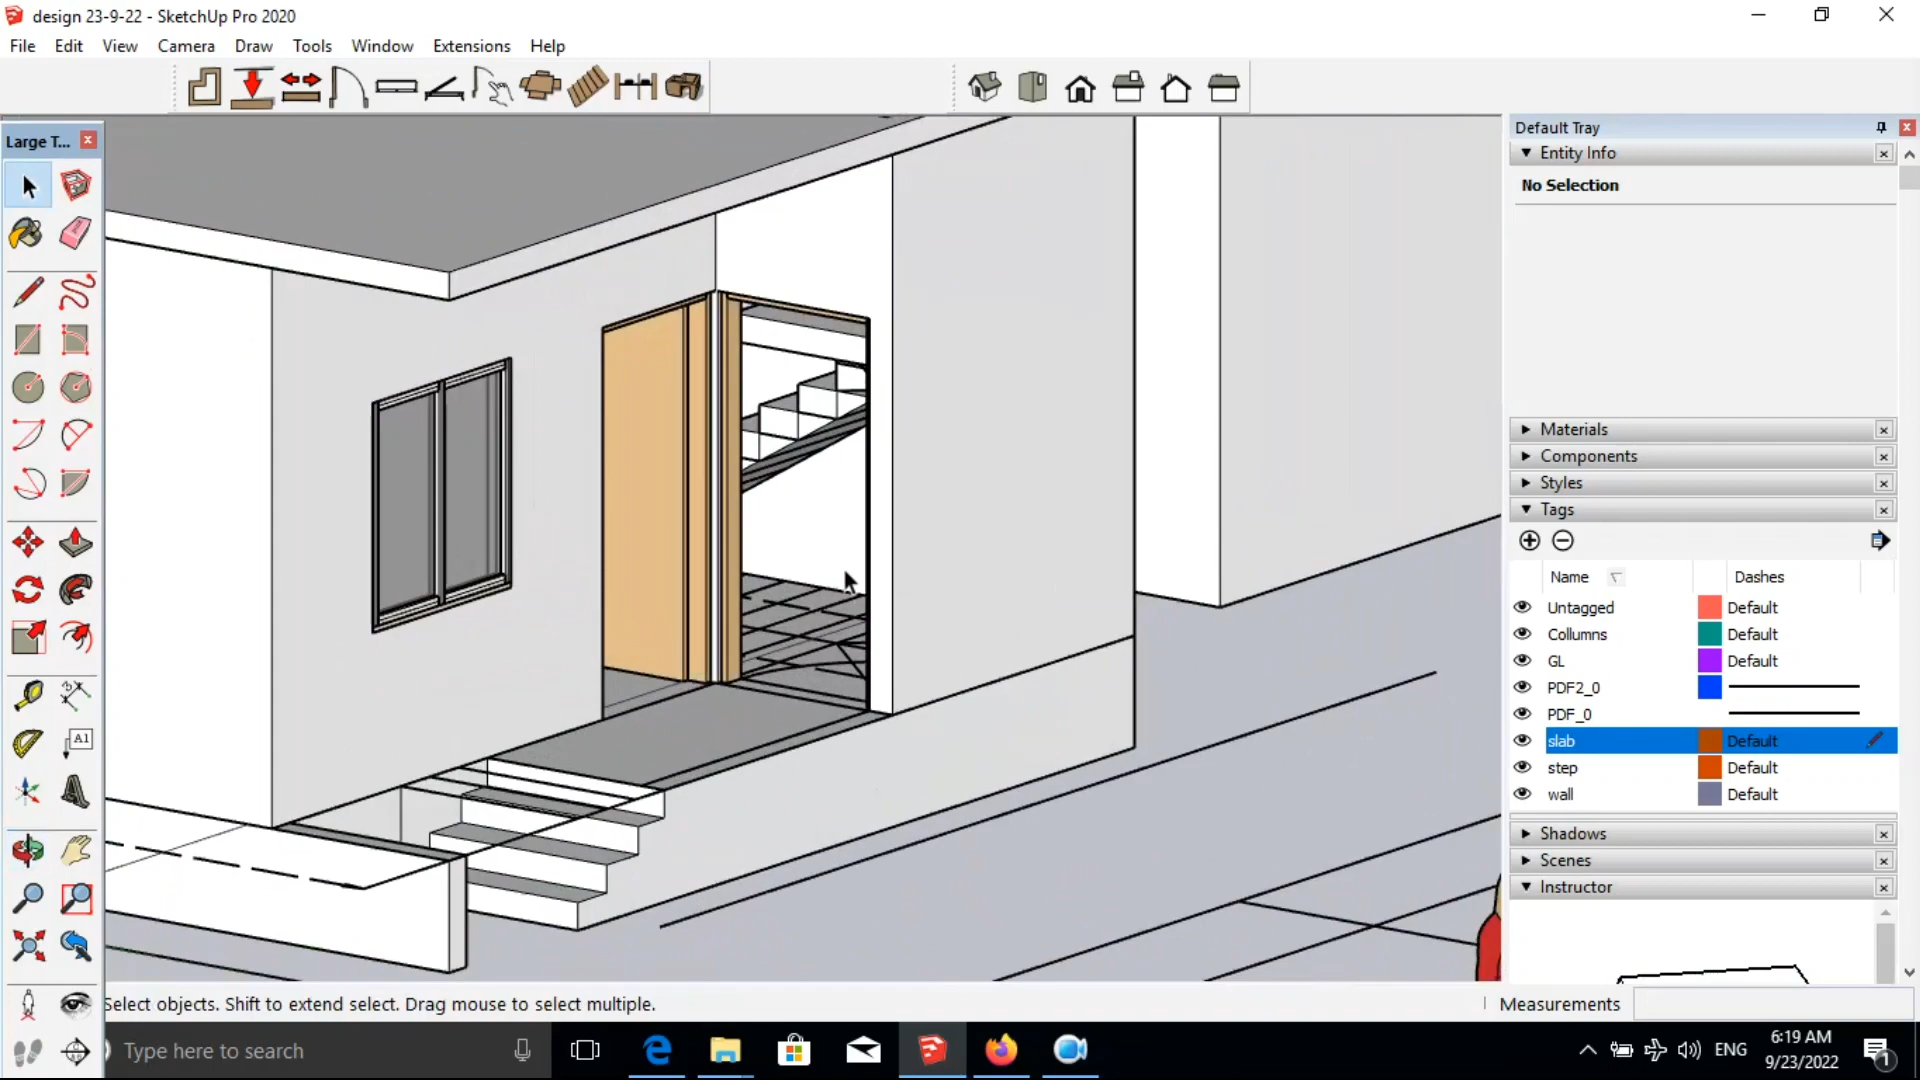 design 23-9-22 - SketchUp Pro 2020
File Edit View Camera Draw Tools Window Extensions Help
Large T...
Default Tray
Entity Info
No Selection
Materials
Components
Styles
Tags
Name Dashes
Untagged Default
Collumns Default
GL Default
PDF2_0
PDF_0
slab Default
step Default
wall Default
Shadows
Scenes
Instructor
A1
Select objects. Shift to extend select. Drag mouse to select multiple.
Measurements
Type here to search
ENG
6:19 AM
9/23/2022
1